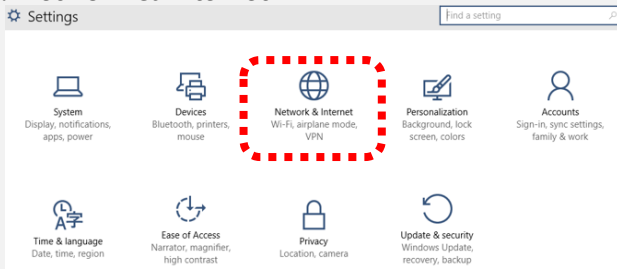 Settings
Find a setting
System
Display, notifications,
apps, power
Devices
Bluetooth, printers,
mouse
Network & Internet
Wi-Fi, airplane mode,
VPN
Personalization
Background, lock
screen, colors
Accounts
Sign-in, sync settings,
family & work
Time & language
Date, time, region
Ease of Access
Narrator, magnifier,
high contrast
Privacy
Location, camera
Update & security
Windows Update,
recovery, backup